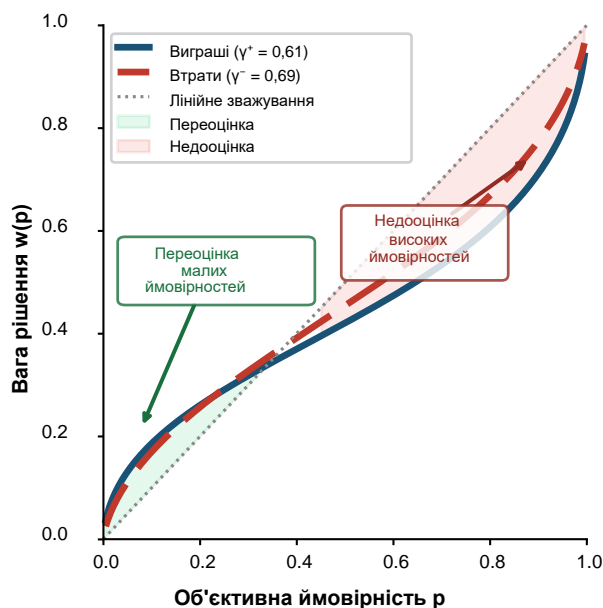 1.0
Виграші (γ⁺ = 0,61)
Втрати (γ⁻ = 0,69)
Лінійне зважування
Переоцінка
Недооцінка
0.8
0.6
0.4
0.2
0.0
Вага рішення w(p)
Недооцінка
високих
ймовірностей
Переоцінка
малих
ймовірностей
0.0
0.2
0.4
0.6
0.8
1.0
Об'єктивна ймовірність p